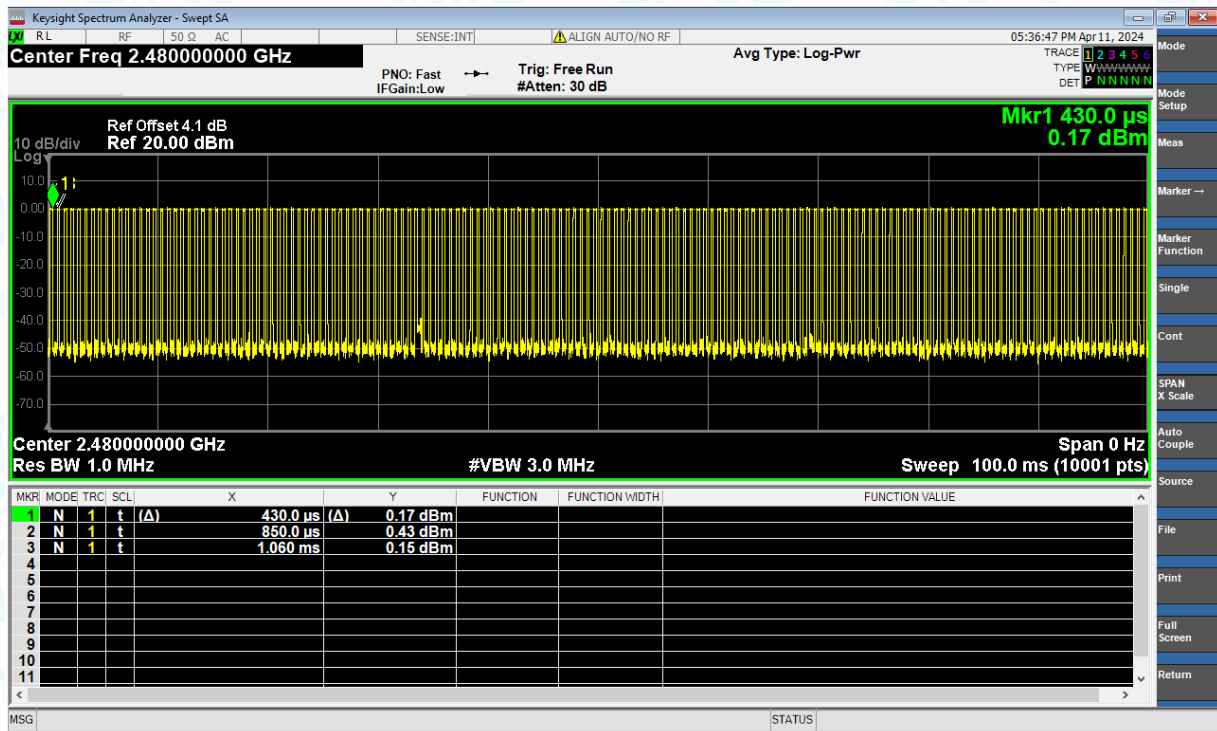 Keysight Spectrum Analyzer - Swept SA
LXI RL RF 50 Ω AC SENSE:INT ALIGN AUTO/NO RF 05:36:47 PM Apr 11, 2024
Center Freq 2.480000000 GHz
PNO: Fast
IFGain:Low
Trig: Free Run
#Atten: 30 dB
Avg Type: Log-Pwr
TRACE 1 2 3 4 5 6
TYPE WWWWWW
DET P N N N N N
Mkr1 430.0 µs
0.17 dBm
Ref Offset 4.1 dB
10 dB/div Ref 20.00 dBm
Log
10.0
0.00
-10.0
-20.0
-30.0
-40.0
-50.0
-60.0
-70.0
1
Center 2.480000000 GHz Span 0 Hz
Res BW 1.0 MHz #VBW 3.0 MHz Sweep 100.0 ms (10001 pts)
MKR MODE TRC SCL X Y FUNCTION FUNCTION WIDTH FUNCTION VALUE
1 N 1 t (Δ) 430.0 µs (Δ) 0.17 dBm
2 N 1 t 850.0 µs 0.43 dBm
3 N 1 t 1.060 ms 0.15 dBm
4
5
6
7
8
9
10
11
MSG STATUS
Mode
Mode
Setup
Meas
Marker →
Marker
Function
Single
Cont
SPAN
X Scale
Auto
Couple
Source
File
Print
Full
Screen
Return